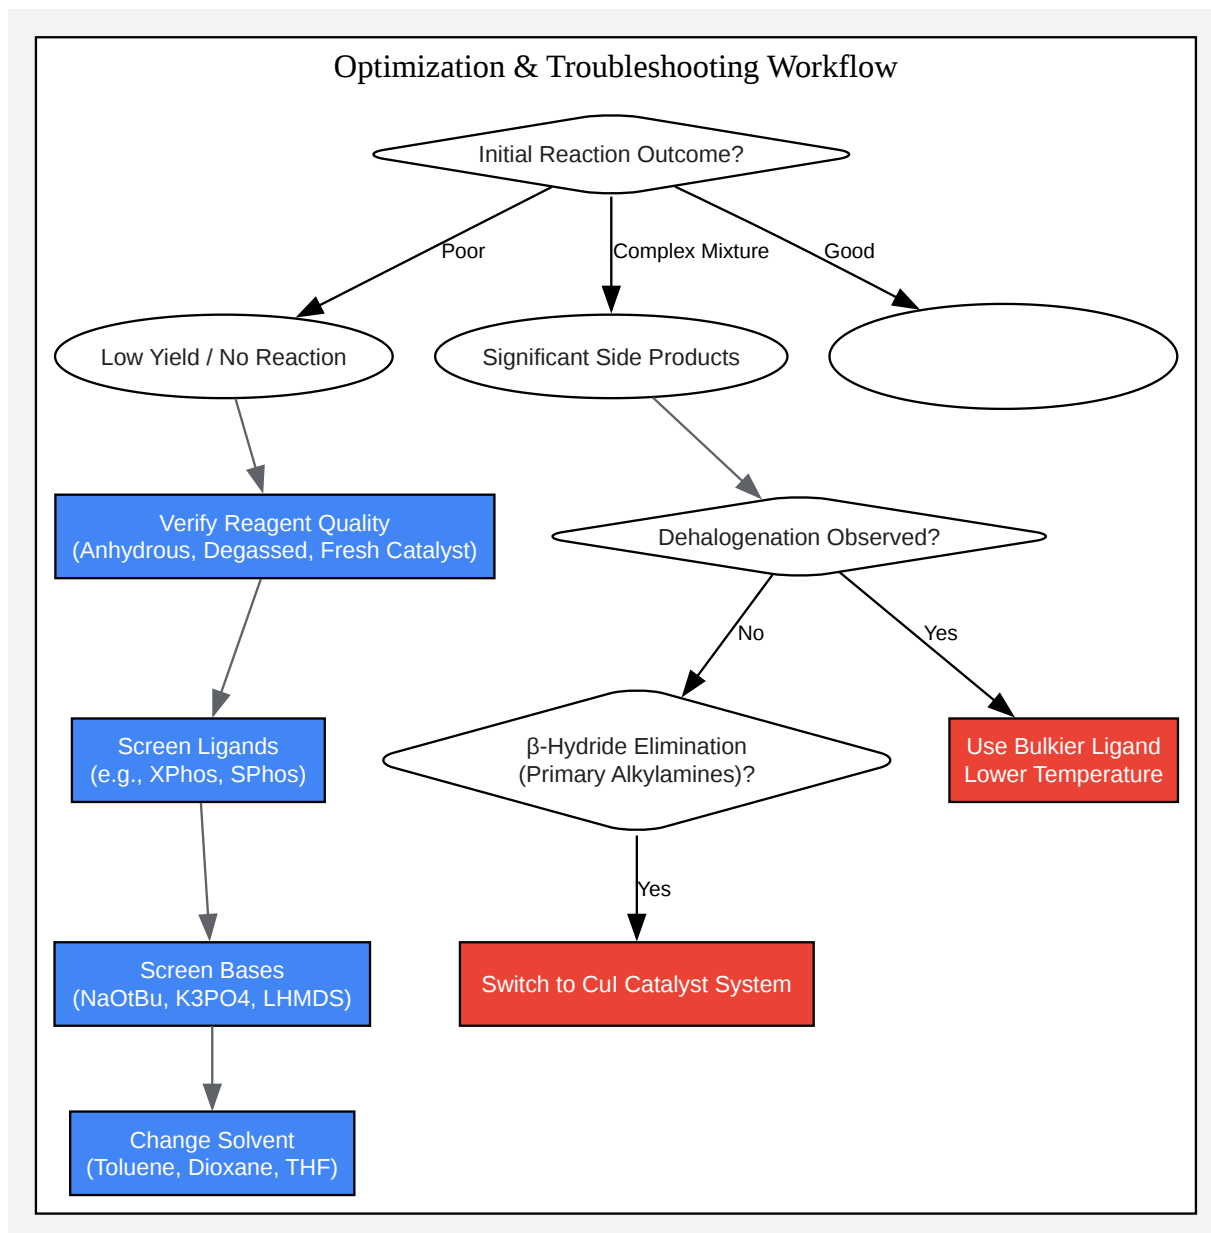 Optimization & Troubleshooting Workflow
Initial Reaction Outcome?
Poor
Complex Mixture
Good
Low Yield / No Reaction
Significant Side Products
Verify Reagent Quality
(Anhydrous, Degassed, Fresh Catalyst)
Dehalogenation Observed?
No
Yes
Screen Ligands
(e.g., XPhos, SPhos)
β-Hydride Elimination
(Primary Alkylamines)?
Use Bulkier Ligand
Lower Temperature
Yes
Screen Bases
(NaOtBu, K3PO4, LHMDS)
Switch to CuI Catalyst System
Change Solvent
(Toluene, Dioxane, THF)